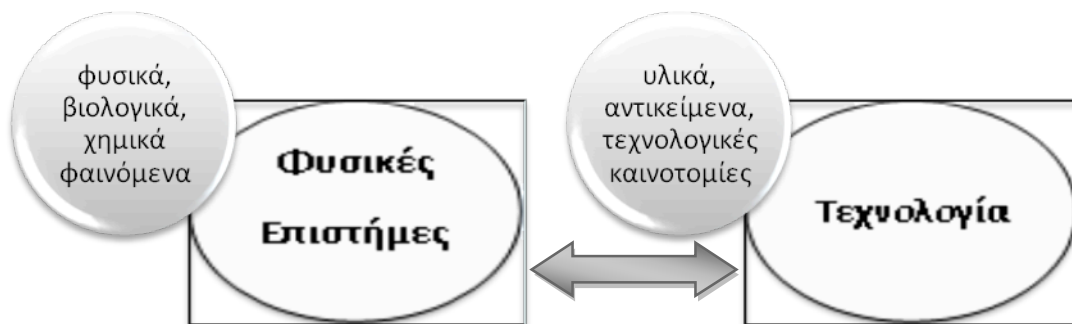 φυσικά,
βιολογικά,
χημικά
φαινόμενα
Φυσικές
Επιστήμες
υλικά,
αντικείμενα,
τεχνολογικές
καινοτομίες
Τεχνολογία